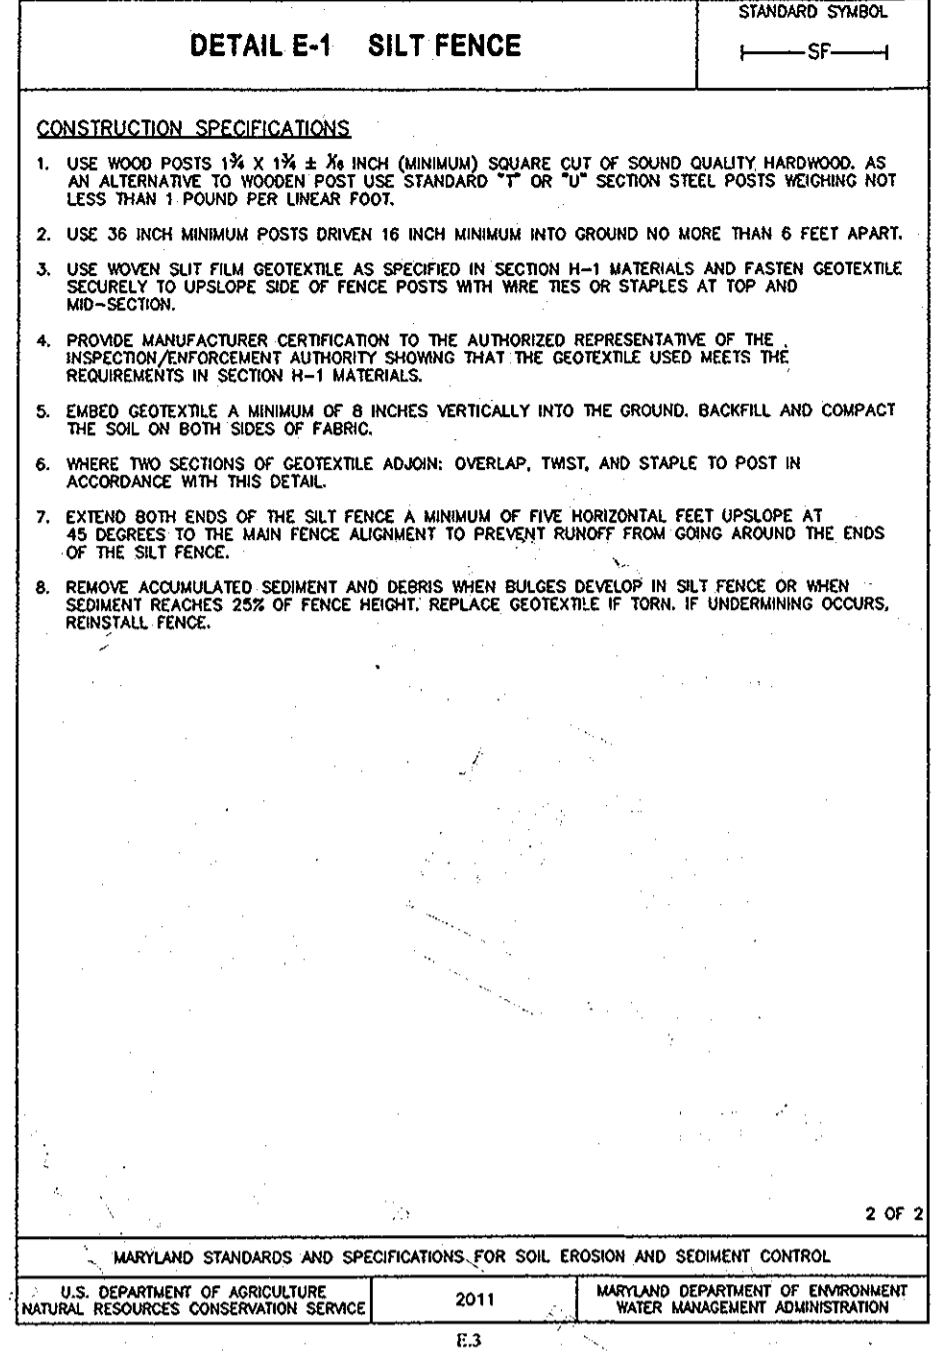 STANDARD SYMBOL
DETAIL E-1 SILT FENCE
SF
CONSTRUCTION SPECIFICATIONS
1. USE WOOD POSTS 1¾ X 1¾ ± 1/16 INCH (MINIMUM) SQUARE CUT OF SOUND QUALITY HARDWOOD. AS
AN ALTERNATIVE TO WOODEN POST USE STANDARD "T" OR "U" SECTION STEEL POSTS WEIGHING NOT
LESS THAN 1 POUND PER LINEAR FOOT.
2. USE 36 INCH MINIMUM POSTS DRIVEN 16 INCH MINIMUM INTO GROUND NO MORE THAN 6 FEET APART.
3. USE WOVEN SLIT FILM GEOTEXTILE AS SPECIFIED IN SECTION H-1 MATERIALS AND FASTEN GEOTEXTILE
SECURELY TO UPSLOPE SIDE OF FENCE POSTS WITH WIRE TIES OR STAPLES AT TOP AND
MID-SECTION.
4. PROVIDE MANUFACTURER CERTIFICATION TO THE AUTHORIZED REPRESENTATIVE OF THE
INSPECTION/ENFORCEMENT AUTHORITY SHOWING THAT THE GEOTEXTILE USED MEETS THE
REQUIREMENTS IN SECTION H-1 MATERIALS.
5. EMBED GEOTEXTILE A MINIMUM OF 8 INCHES VERTICALLY INTO THE GROUND. BACKFILL AND COMPACT
THE SOIL ON BOTH SIDES OF FABRIC.
6. WHERE TWO SECTIONS OF GEOTEXTILE ADJOIN: OVERLAP, TWIST, AND STAPLE TO POST IN
ACCORDANCE WITH THIS DETAIL.
7. EXTEND BOTH ENDS OF THE SILT FENCE A MINIMUM OF FIVE HORIZONTAL FEET UPSLOPE AT
45 DEGREES TO THE MAIN FENCE ALIGNMENT TO PREVENT RUNOFF FROM GOING AROUND THE ENDS
OF THE SILT FENCE.
8. REMOVE ACCUMULATED SEDIMENT AND DEBRIS WHEN BULGES DEVELOP IN SILT FENCE OR WHEN
SEDIMENT REACHES 25% OF FENCE HEIGHT. REPLACE GEOTEXTILE IF TORN. IF UNDERMINING OCCURS,
REINSTALL FENCE.
2 OF 2
MARYLAND STANDARDS AND SPECIFICATIONS FOR SOIL EROSION AND SEDIMENT CONTROL
U.S. DEPARTMENT OF AGRICULTURE
NATURAL RESOURCES CONSERVATION SERVICE
2011
MARYLAND DEPARTMENT OF ENVIRONMENT
WATER MANAGEMENT ADMINISTRATION
E.3